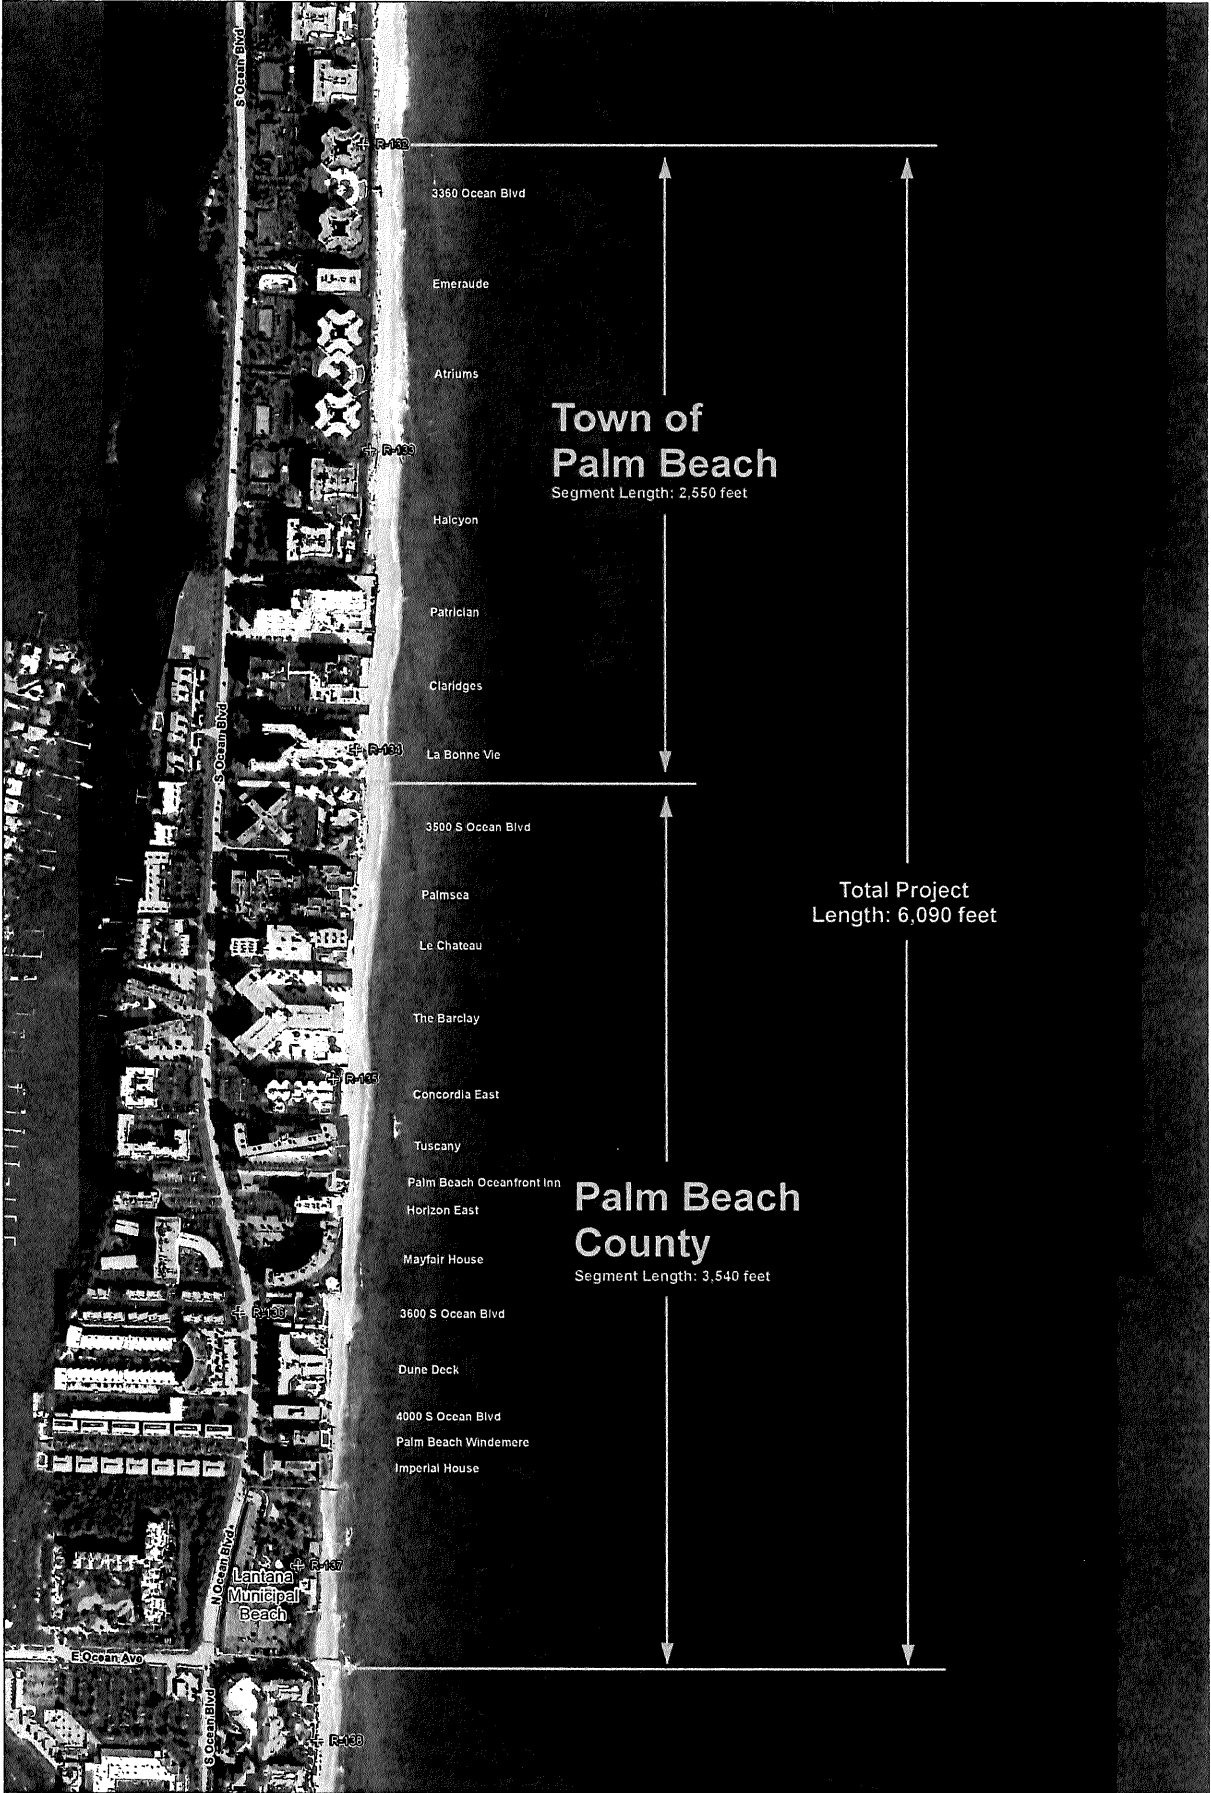 S Ocean Blvd
R-132
3360 Ocean Blvd
Emeraude
Atriums
Town of
Palm Beach
Segment Length: 2,550 feet
R-133
Halcyon
Patrician
Claridges
S Ocean Blvd
R-134
La Bonne Vie
3500 S Ocean Blvd
Palmsea
Total Project
Length: 6,090 feet
Le Chateau
The Barclay
R-135
Concordia East
Tuscany
Palm Beach Oceanfront Inn
Horizon East
Palm Beach
County
Segment Length: 3,540 feet
Mayfair House
R-136
3600 S Ocean Blvd
Dune Deck
4000 S Ocean Blvd
Palm Beach Windemere
Imperial House
N Ocean Blvd
R-137
Lantana
Municipal
Beach
E Ocean Ave
S Ocean Blvd
R-138